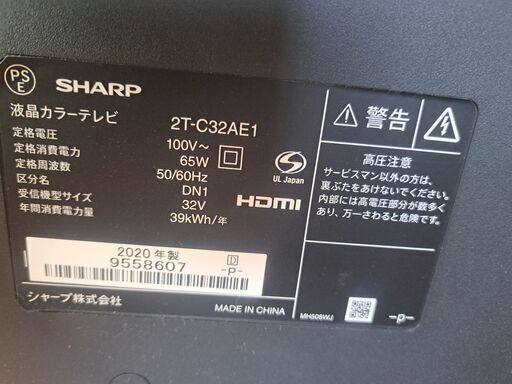 PS
E
SHARP
液晶カラーテレビ 2T-C32AE1
定格電圧 100V～
定格消費電力 65W
定格周波数 50/60Hz
区分名 DN1
受信機型サイズ 32V
年間消費電力量 39kWh/年
UL Japan
HDMI
2020年製 D
9558607 -P-
シャープ株式会社
MADE IN CHINA
警告
高圧注意
サービスマン以外の方は、
裏ぶたをあけないでください。
内部には高電圧部分が数多く
あり、万一さわると危険です。
MH508WJ
-P-